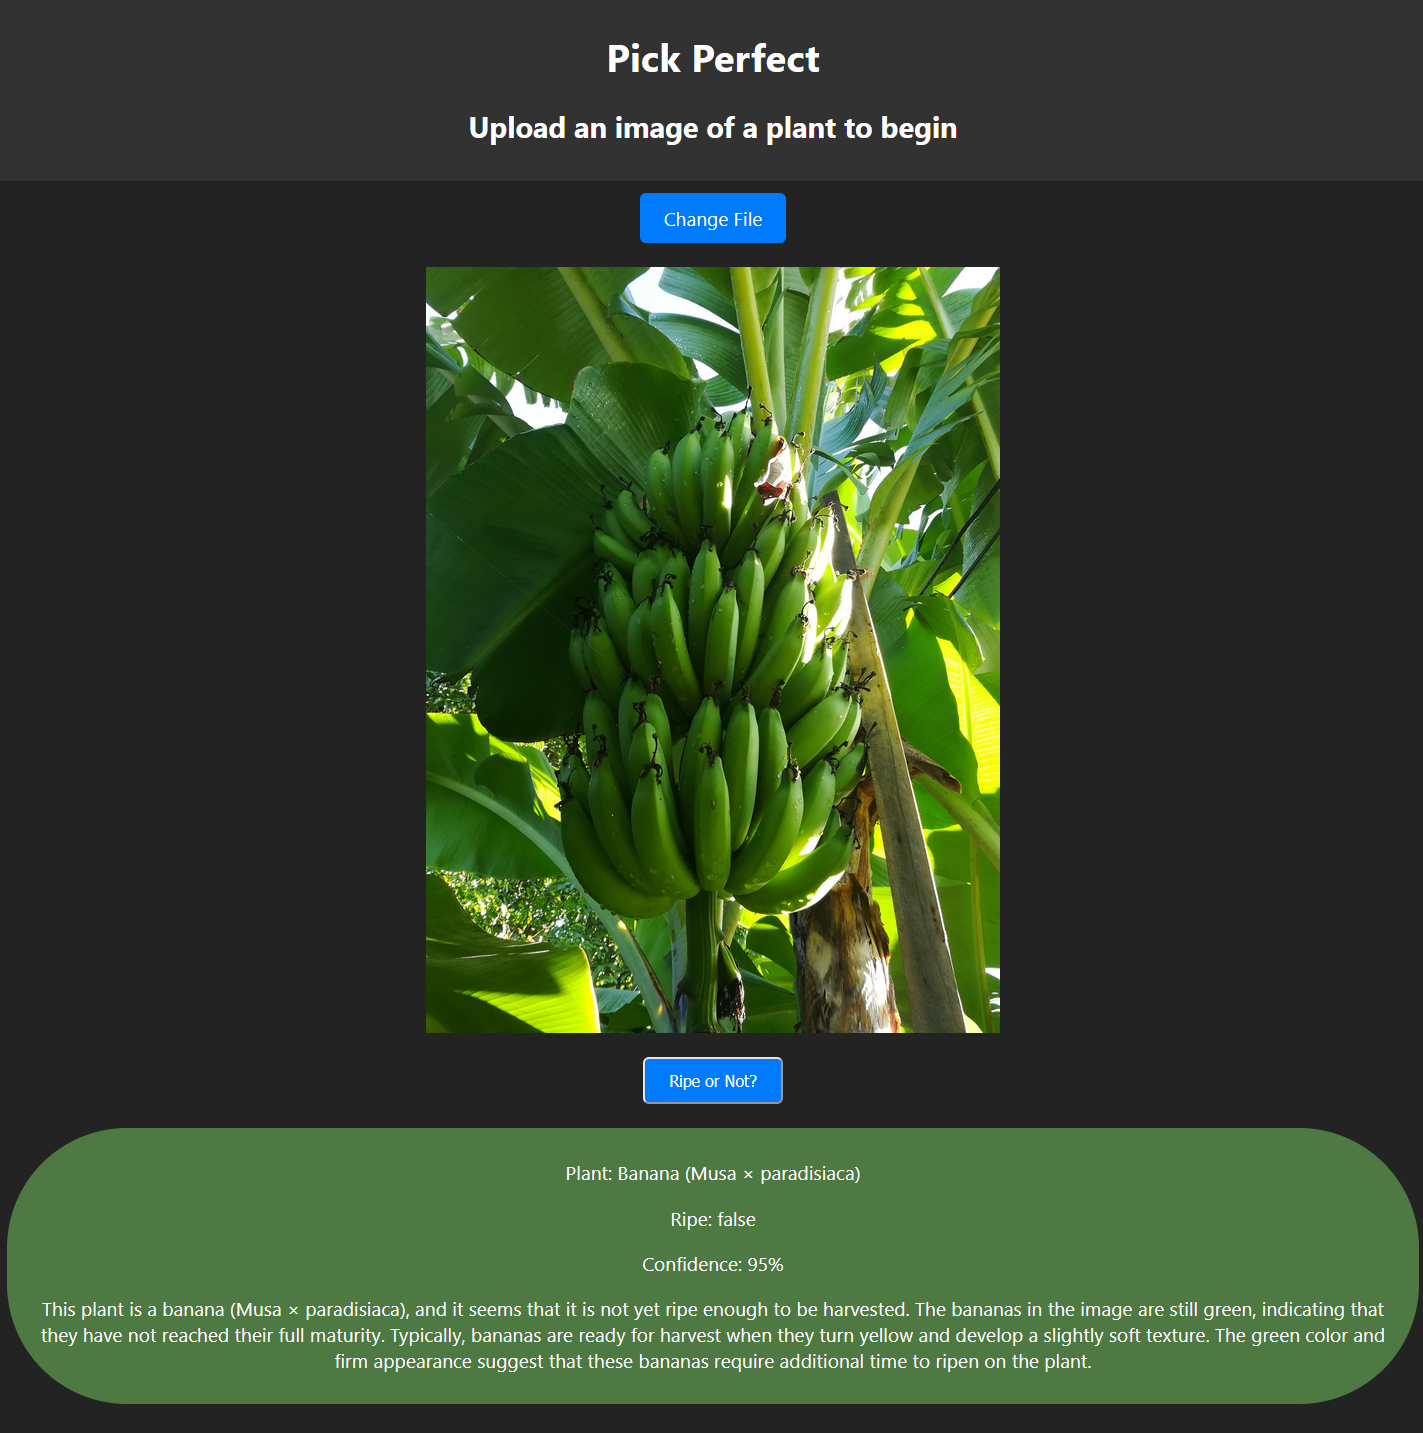 Pick Perfect
Upload an image of a plant to begin
Change File
Ripe or Not?
Plant: Banana (Musa × paradisiaca)
Ripe: false
Confidence: 95%
This plant is a banana (Musa × paradisiaca), and it seems that it is not yet ripe enough to be harvested. The bananas in the image are still green, indicating that
they have not reached their full maturity. Typically, bananas are ready for harvest when they turn yellow and develop a slightly soft texture. The green color and
firm appearance suggest that these bananas require additional time to ripen on the plant.